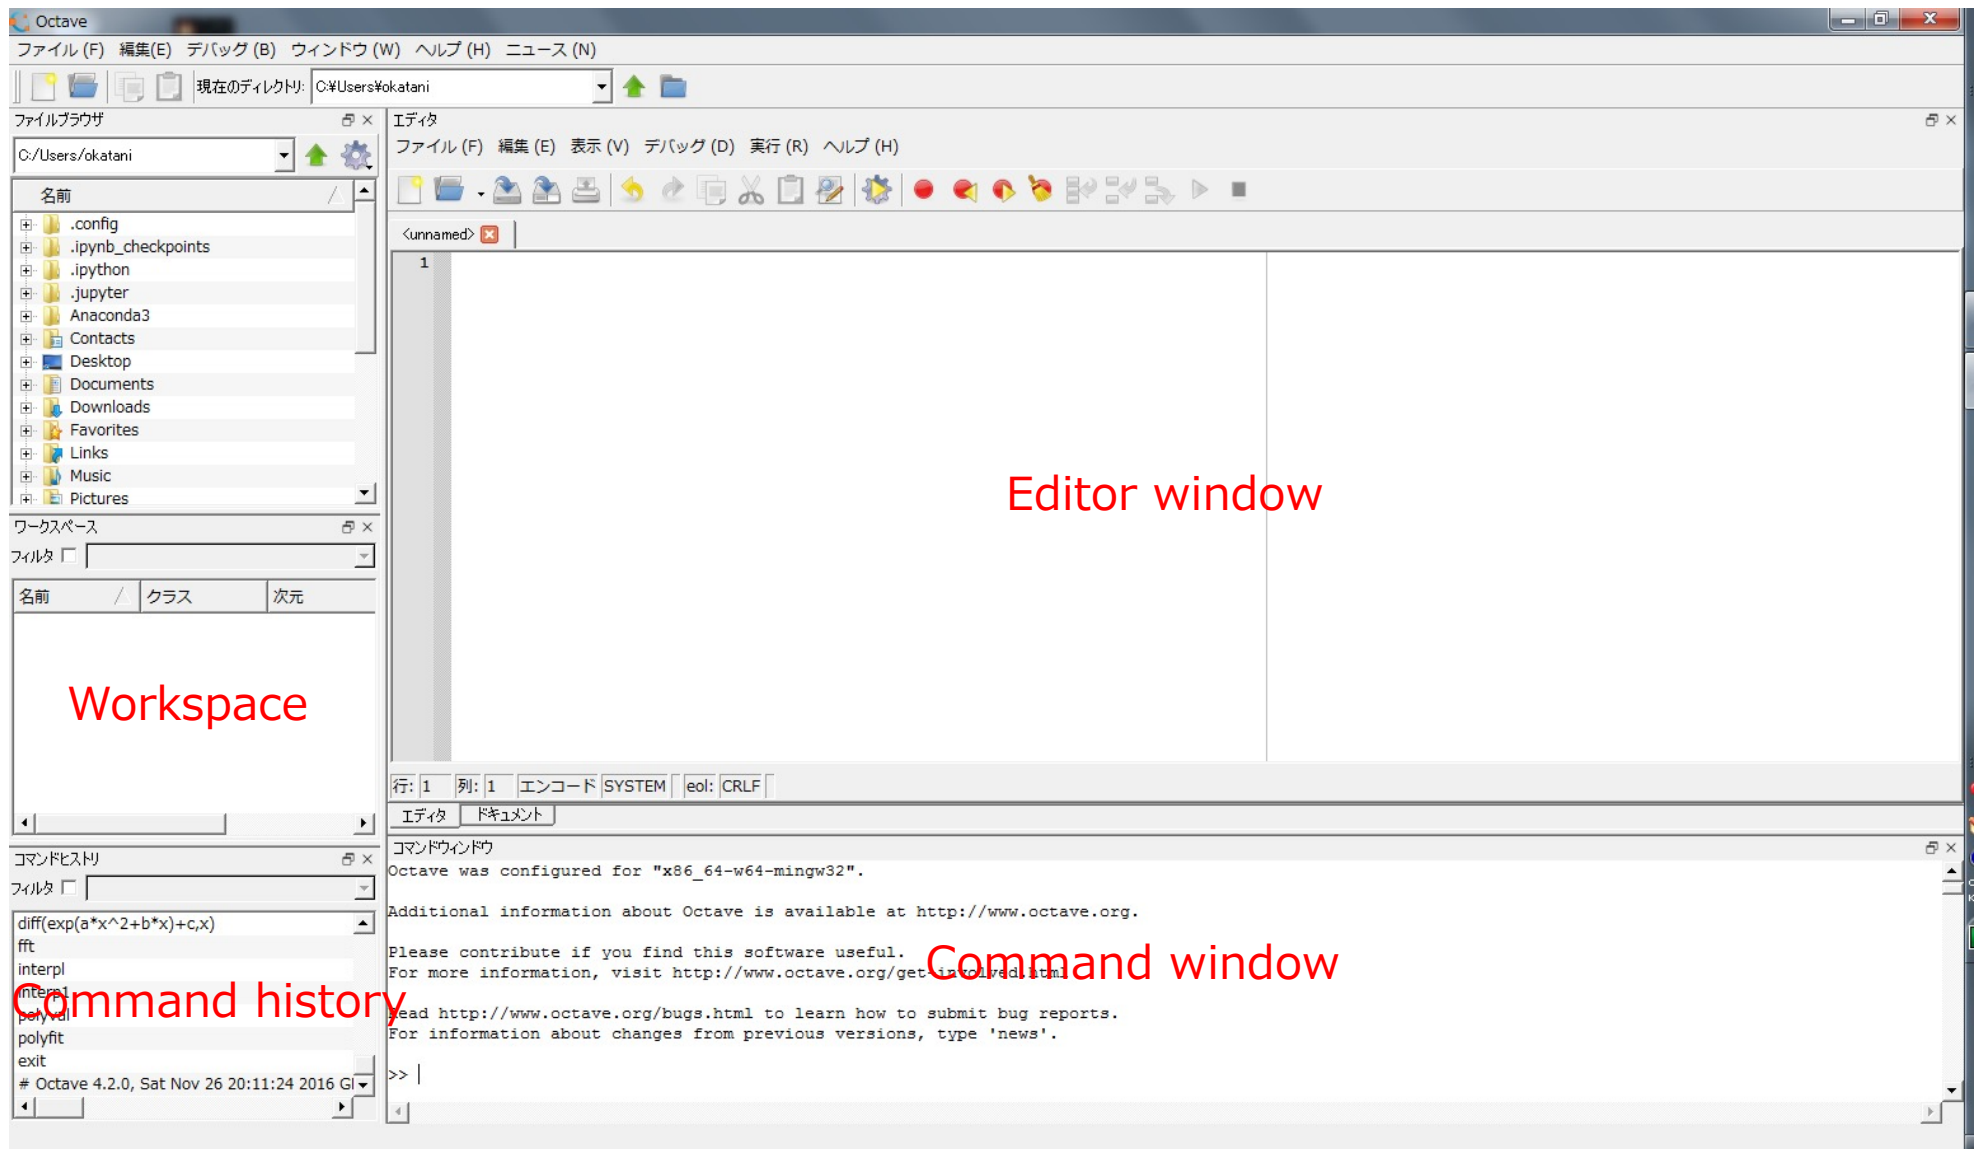 Octave
ファイル (F) 編集(E) デバッグ (B) ウィンドウ (W) ヘルプ (H) ニュース (N)
現在のディレクトリ: C:¥Users¥okatani
ファイルブラウザ
C:/Users/okatani
名前
.config
.ipynb_checkpoints
.ipython
.jupyter
Anaconda3
Contacts
Desktop
Documents
Downloads
Favorites
Links
Music
Pictures
ワークスペース
フィルタ
名前 クラス 次元
Workspace
コマンドヒストリ
フィルタ
diff(exp(a*x^2+b*x)+c,x)
fft
interpl
interp1
Command history
polyval
polyfit
exit
# Octave 4.2.0, Sat Nov 26 20:11:24 2016 G
エディタ
ファイル (F) 編集 (E) 表示 (V) デバッグ (D) 実行 (R) ヘルプ (H)
<unnamed>
1
Editor window
行: 1 列: 1 エンコード SYSTEM eol: CRLF
エディタ ドキュメント
コマンドウィンドウ
Octave was configured for "x86_64-w64-mingw32".
Additional information about Octave is available at http://www.octave.org.
Please contribute if you find this software useful.
Command window
For more information, visit http://www.octave.org/get-involved.html
Read http://www.octave.org/bugs.html to learn how to submit bug reports.
For information about changes from previous versions, type 'news'.
>>